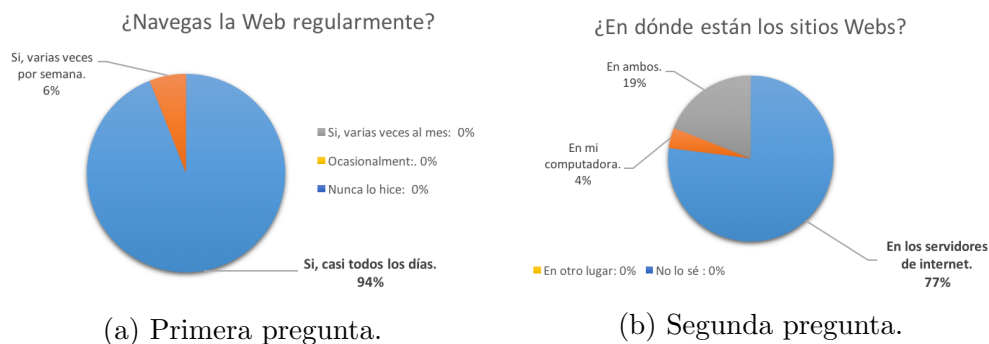 ¿Navegas la Web regularmente?
Si, varias veces
por semana.
6%
Si, varias veces al mes: 0%
Ocasionalment:. 0%
Nunca lo hice: 0%
Si, casi todos los días.
94%
(a) Primera pregunta.
¿En dónde están los sitios Webs?
En ambos.
19%
En mi
computadora.
4%
En los servidores
de internet.
77%
En otro lugar: 0% No lo sé : 0%
(b) Segunda pregunta.